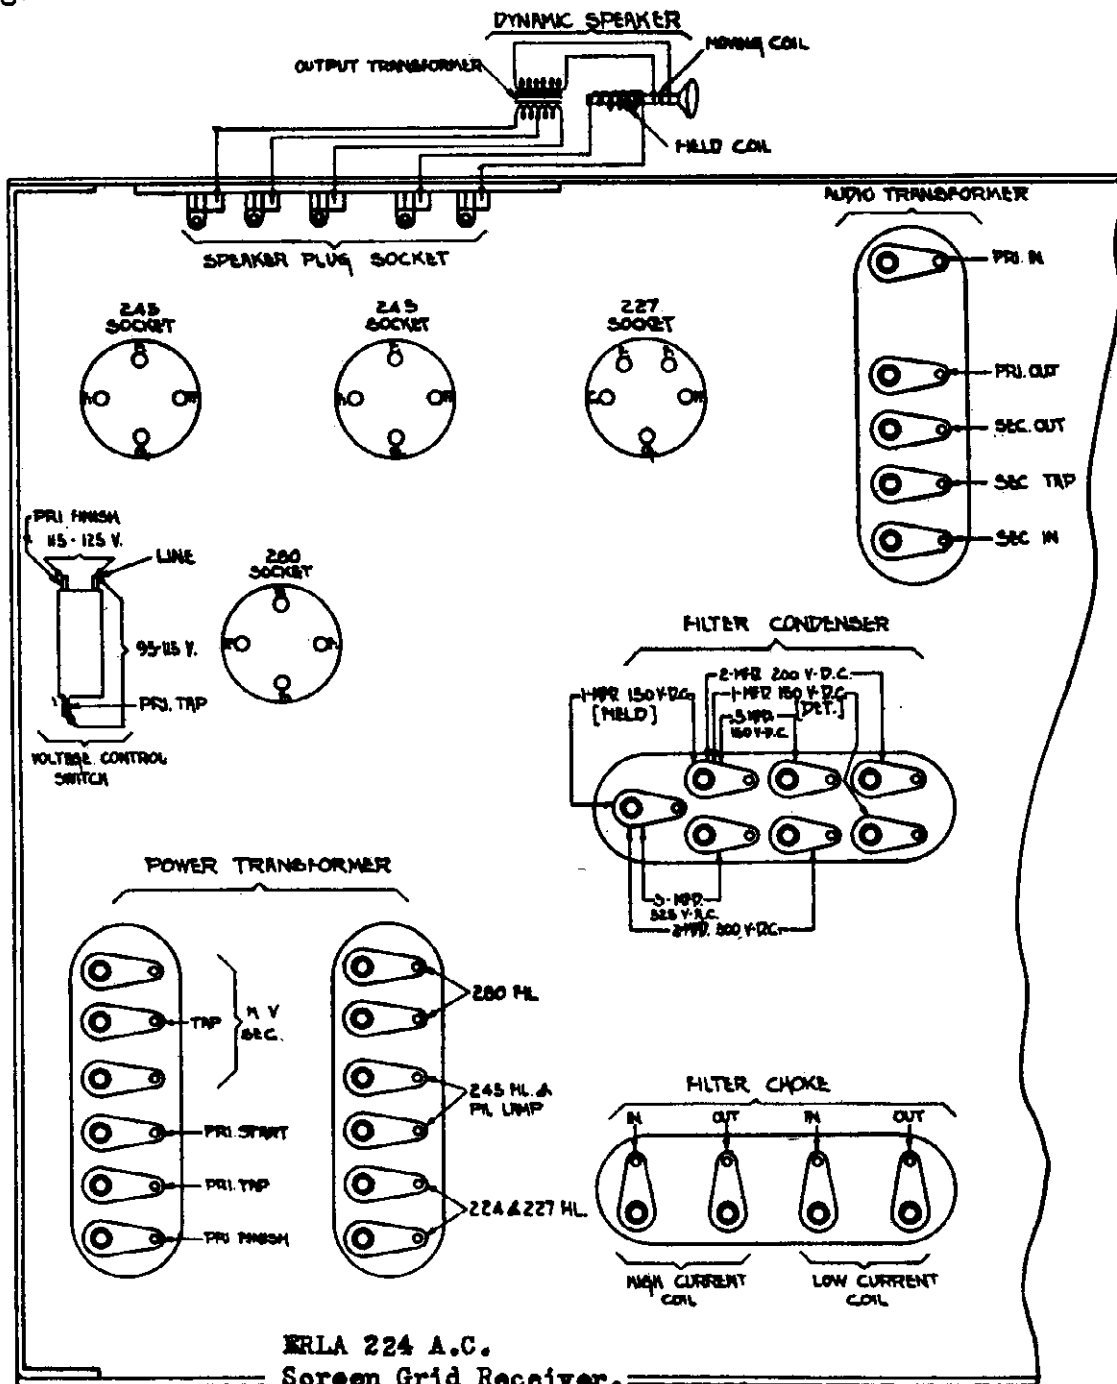 DYNAMIC SPEAKER
MOVING COIL
OUTPUT TRANSFORMER
FIELD COIL
AUDIO TRANSFORMER
SPEAKER PLUG SOCKET
PRI. IN
245
SOCKET
245
SOCKET
227
SOCKET
PRI. OUT
SEC. OUT
SEC TAP
SEC IN
PRI FINISH
115-125 V.
LINE
280
SOCKET
95-115 V.
PRI. TAP
VOLTAGE CONTROL
SWITCH
FILTER CONDENSER
2-MFD 200 V-D.C.
1-MFD 150 V-D.C.
[FIELD]
1-MFD 150 V-D.C.
[DET.]
.5 MFD.
150 V-D.C.
POWER TRANSFORMER
3-MFD.
325 V-D.C.
2-MFD. 300 V-D.C.
280 FIL.
TAP
H V
SEC.
245 FIL. &
PIL. LAMP
FILTER CHOKE
IN
OUT
IN
OUT
PRI. START
PRI. TAP
224 & 227 FIL.
PRI FINISH
HIGH CURRENT
COIL
LOW CURRENT
COIL
ERLA 224 A.C.
Screen Grid Receiver.